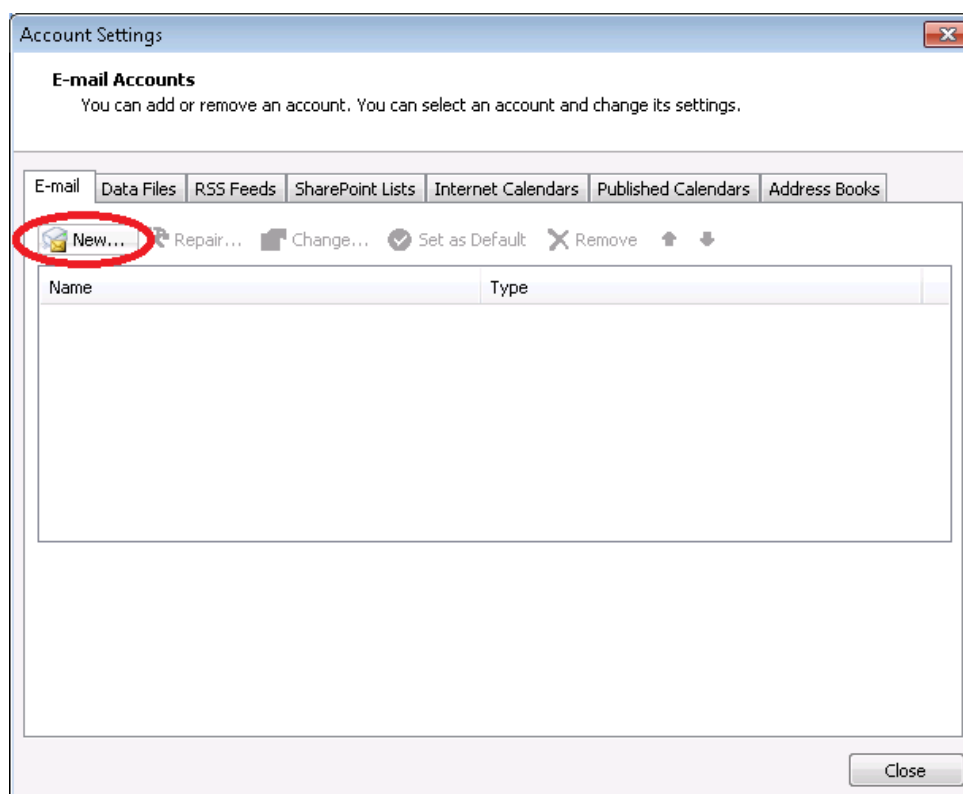 Account Settings
E-mail Accounts
You can add or remove an account. You can select an account and change its settings.
E-mail Data Files RSS Feeds SharePoint Lists Internet Calendars Published Calendars Address Books
New... Repair... Change... Set as Default Remove
Name Type
Close